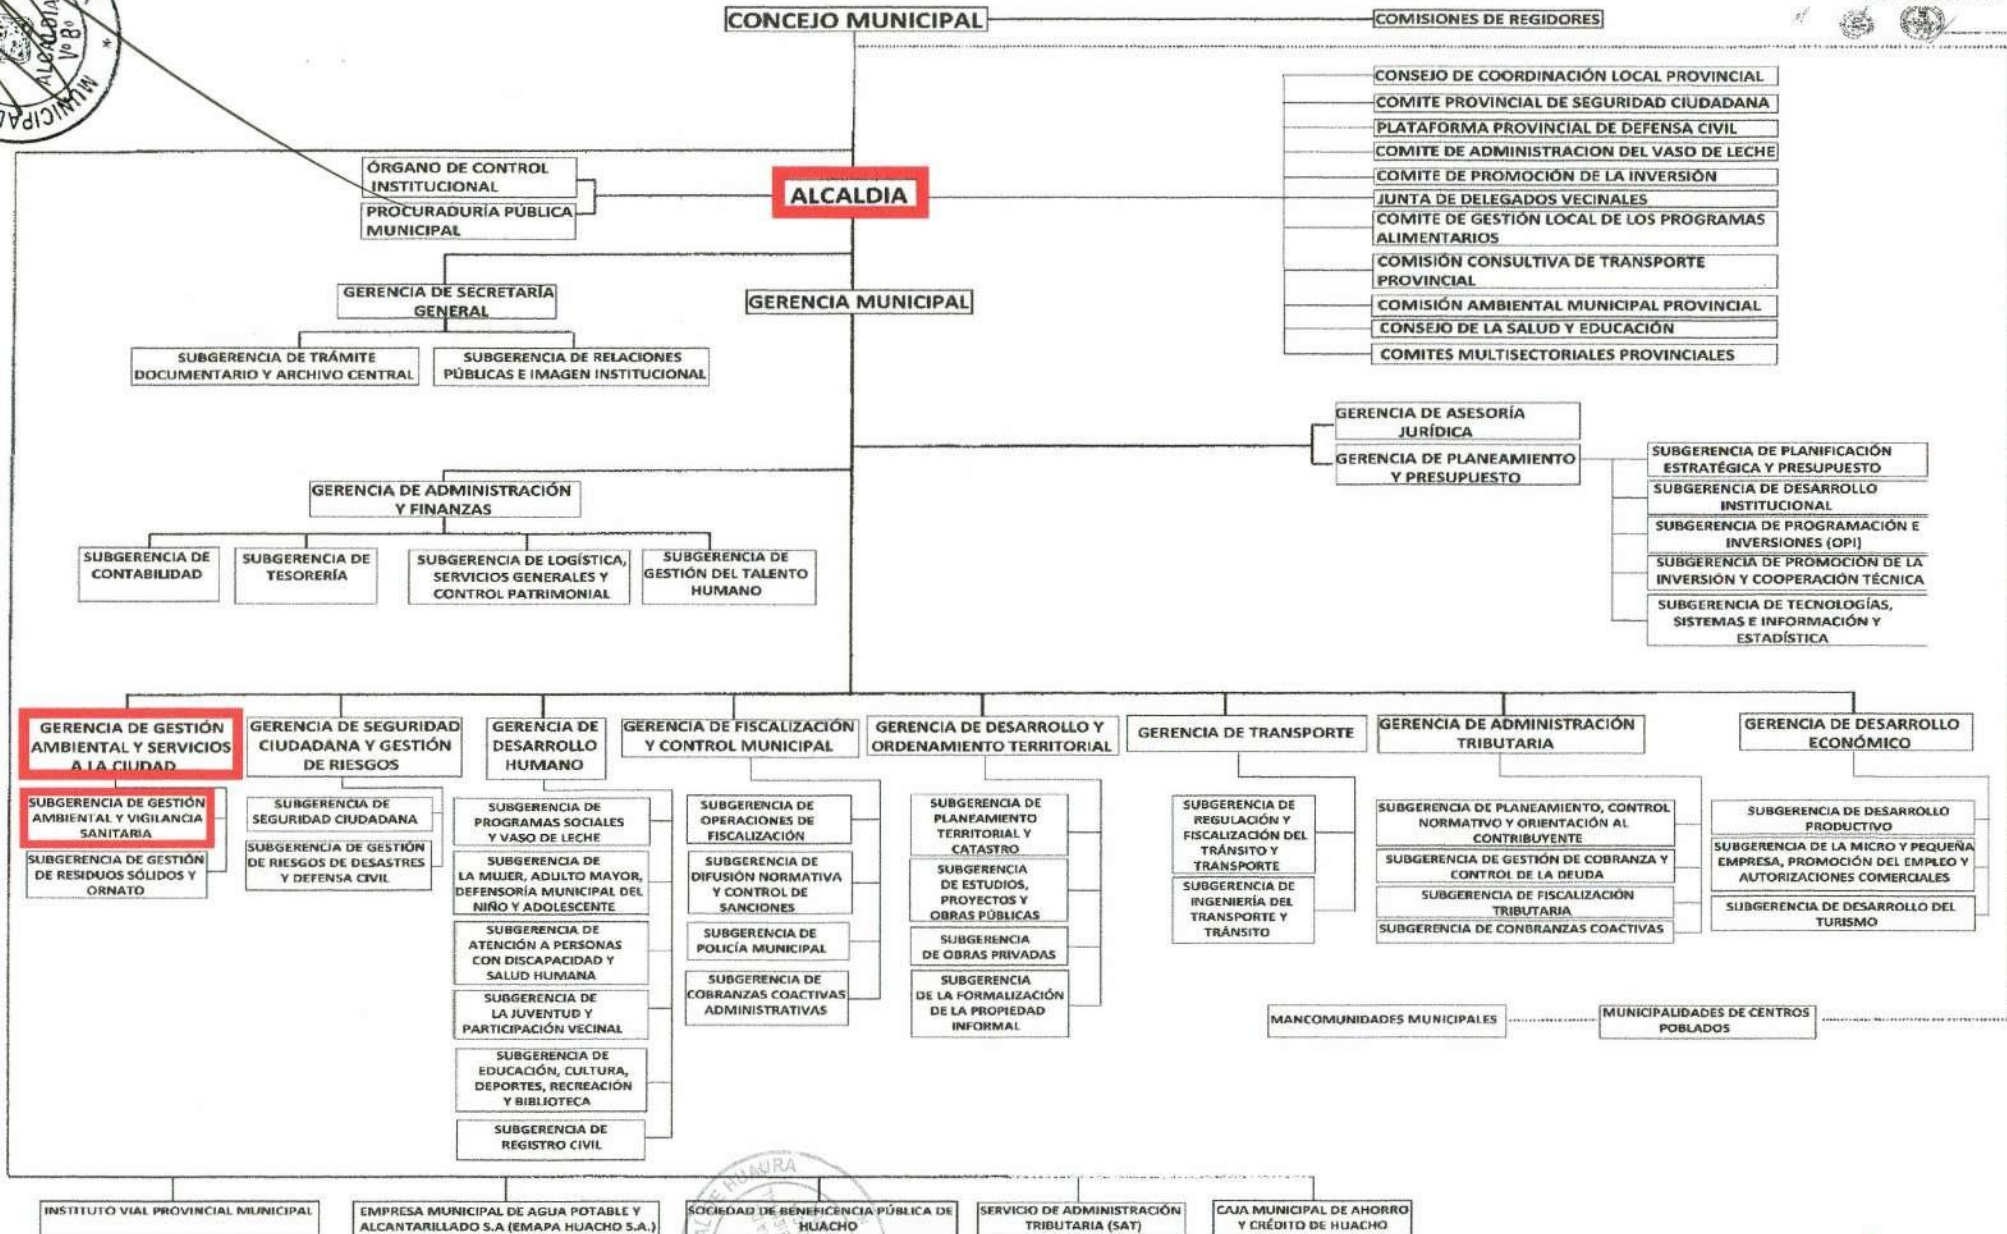 ALCALDIA
VºBº
MUNICIPAL
CONCEJO MUNICIPAL
COMISIONES DE REGIDORES
CONSEJO DE COORDINACIÓN LOCAL PROVINCIAL
COMITE PROVINCIAL DE SEGURIDAD CIUDADANA
PLATAFORMA PROVINCIAL DE DEFENSA CIVIL
COMITE DE ADMINISTRACION DEL VASO DE LECHE
COMITE DE PROMOCIÓN DE LA INVERSIÓN
JUNTA DE DELEGADOS VECINALES
COMITE DE GESTIÓN LOCAL DE LOS PROGRAMAS
ALIMENTARIOS
COMISIÓN CONSULTIVA DE TRANSPORTE
PROVINCIAL
COMISIÓN AMBIENTAL MUNICIPAL PROVINCIAL
CONSEJO DE LA SALUD Y EDUCACIÓN
COMITES MULTISECTORIALES PROVINCIALES
ÓRGANO DE CONTROL
INSTITUCIONAL
PROCURADURÍA PÚBLICA
MUNICIPAL
ALCALDIA
GERENCIA DE SECRETARÍA
GENERAL
GERENCIA MUNICIPAL
SUBGERENCIA DE TRÁMITE
DOCUMENTARIO Y ARCHIVO CENTRAL
SUBGERENCIA DE RELACIONES
PÚBLICAS E IMAGEN INSTITUCIONAL
GERENCIA DE ASESORÍA
JURÍDICA
GERENCIA DE PLANEAMIENTO
Y PRESUPUESTO
SUBGERENCIA DE PLANIFICACIÓN
ESTRATÉGICA Y PRESUPUESTO
SUBGERENCIA DE DESARROLLO
INSTITUCIONAL
SUBGERENCIA DE PROGRAMACIÓN E
INVERSIONES (OPI)
SUBGERENCIA DE PROMOCIÓN DE LA
INVERSIÓN Y COOPERACIÓN TÉCNICA
SUBGERENCIA DE TECNOLOGÍAS,
SISTEMAS E INFORMACIÓN Y
ESTADÍSTICA
GERENCIA DE ADMINISTRACIÓN
Y FINANZAS
SUBGERENCIA DE
CONTABILIDAD
SUBGERENCIA DE
TESORERÍA
SUBGERENCIA DE LOGÍSTICA,
SERVICIOS GENERALES Y
CONTROL PATRIMONIAL
SUBGERENCIA DE
GESTIÓN DEL TALENTO
HUMANO
GERENCIA DE GESTIÓN
AMBIENTAL Y SERVICIOS
A LA CIUDAD
SUBGERENCIA DE GESTIÓN
AMBIENTAL Y VIGILANCIA
SANITARIA
SUBGERENCIA DE GESTIÓN
DE RESIDUOS SÓLIDOS Y
ORNATO
GERENCIA DE SEGURIDAD
CIUDADANA Y GESTIÓN
DE RIESGOS
SUBGERENCIA DE
SEGURIDAD CIUDADANA
SUBGERENCIA DE GESTIÓN
DE RIESGOS DE DESASTRES
Y DEFENSA CIVIL
GERENCIA DE
DESARROLLO
HUMANO
SUBGERENCIA DE
PROGRAMAS SOCIALES
Y VASO DE LECHE
SUBGERENCIA DE
LA MUJER, ADULTO MAYOR,
DEFENSORÍA MUNICIPAL DEL
NIÑO Y ADOLESCENTE
SUBGERENCIA DE
ATENCIÓN A PERSONAS
CON DISCAPACIDAD Y
SALUD HUMANA
SUBGERENCIA DE
LA JUVENTUD Y
PARTICIPACIÓN VECINAL
SUBGERENCIA DE
EDUCACIÓN, CULTURA,
DEPORTES, RECREACIÓN
Y BIBLIOTECA
SUBGERENCIA DE
REGISTRO CIVIL
GERENCIA DE FISCALIZACIÓN
Y CONTROL MUNICIPAL
SUBGERENCIA DE
OPERACIONES DE
FISCALIZACIÓN
SUBGERENCIA DE
DIFUSIÓN NORMATIVA
Y CONTROL DE
SANCIONES
SUBGERENCIA DE
POLICÍA MUNICIPAL
SUBGERENCIA DE
COBRANZAS COACTIVAS
ADMINISTRATIVAS
GERENCIA DE DESARROLLO Y
ORDENAMIENTO TERRITORIAL
SUBGERENCIA DE
PLANEAMIENTO
TERRITORIAL Y
CATASTRO
SUBGERENCIA
DE ESTUDIOS,
PROYECTOS Y
OBRAS PÚBLICAS
SUBGERENCIA
DE OBRAS PRIVADAS
SUBGERENCIA
DE LA FORMALIZACIÓN
DE LA PROPIEDAD
INFORMAL
GERENCIA DE TRANSPORTE
SUBGERENCIA DE
REGULACIÓN Y
FISCALIZACIÓN DEL
TRÁNSITO Y
TRANSPORTE
SUBGERENCIA DE
INGENIERÍA DEL
TRANSPORTE Y
TRÁNSITO
GERENCIA DE ADMINISTRACIÓN
TRIBUTARIA
SUBGERENCIA DE PLANEAMIENTO, CONTROL
NORMATIVO Y ORIENTACIÓN AL
CONTRIBUYENTE
SUBGERENCIA DE GESTIÓN DE COBRANZA Y
CONTROL DE LA DEUDA
SUBGERENCIA DE FISCALIZACIÓN
TRIBUTARIA
SUBGERENCIA DE CONBRANZAS COACTIVAS
GERENCIA DE DESARROLLO
ECONÓMICO
SUBGERENCIA DE DESARROLLO
PRODUCTIVO
SUBGERENCIA DE LA MICRO Y PEQUEÑA
EMPRESA, PROMOCIÓN DEL EMPLEO Y
AUTORIZACIONES COMERCIALES
SUBGERENCIA DE DESARROLLO DEL
TURISMO
MANCOMUNIDADES MUNICIPALES
MUNICIPALIDADES DE CENTROS
POBLADOS
DE HUAURA
INSTITUTO VIAL PROVINCIAL MUNICIPAL
EMPRESA MUNICIPAL DE AGUA POTABLE Y
ALCANTARILLADO S.A (EMAPA HUACHO S.A.)
SOCIEDAD DE BENEFICENCIA PÚBLICA DE
HUACHO
SERVICIO DE ADMINISTRACIÓN
TRIBUTARIA (SAT)
CAJA MUNICIPAL DE AHORRO
Y CRÉDITO DE HUACHO